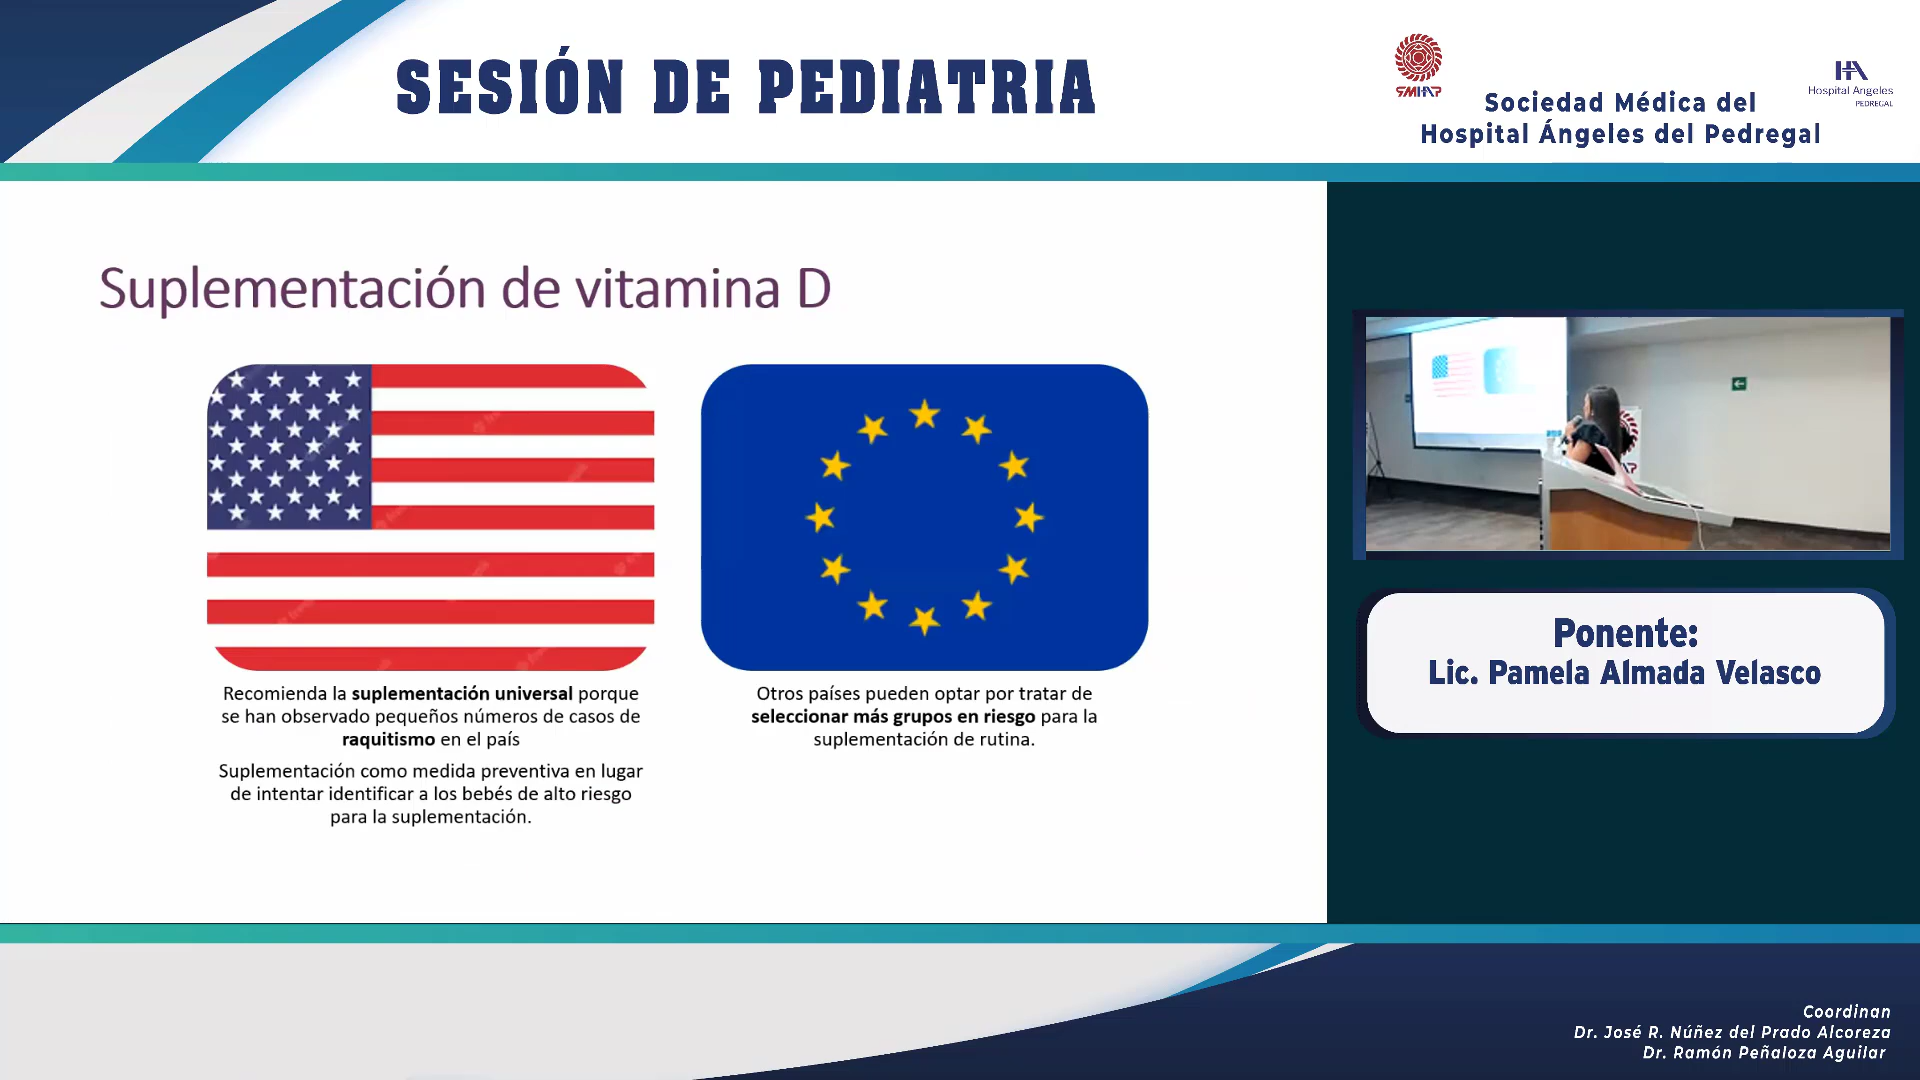 SESIÓN DE PEDIATRIA
SMHAP
Sociedad Médica del
Hospital Ángeles del Pedregal
HA
Hospital Angeles
PEDREGAL
Suplementación de vitamina D
Recomienda la suplementación universal porque
se han observado pequeños números de casos de
raquitismo en el país
Suplementación como medida preventiva en lugar
de intentar identificar a los bebés de alto riesgo
para la suplementación.
Otros países pueden optar por tratar de
seleccionar más grupos en riesgo para la
suplementación de rutina.
Ponente:
Lic. Pamela Almada Velasco
Coordinan
Dr. José R. Núñez del Prado Alcoreza
Dr. Ramón Peñaloza Aguilar